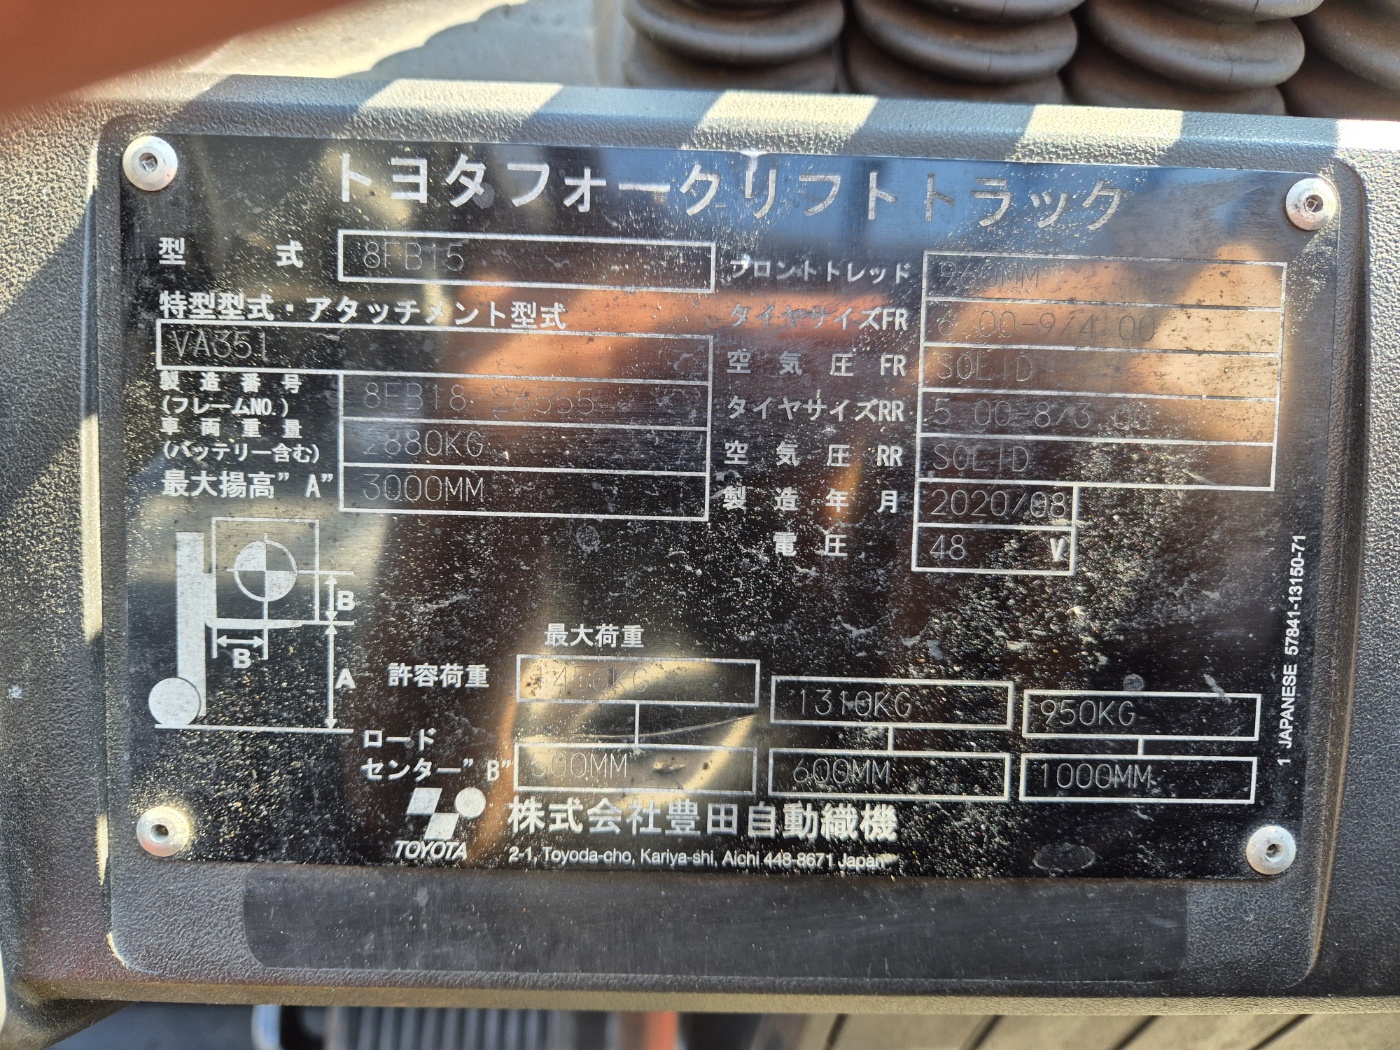 トヨタフォークリフトトラック
型式 8FB15
特型型式・アタッチメント型式
VA351
製造番号
(フレームNO.) 8FB18
車両重量
(バッテリー含む) 2880KG
最大揚高"A" 3000MM
フロントトレッド
タイヤサイズFR 6.00-9/4.00
空気圧 FR SOLID
タイヤサイズRR 5.00-8/3.00
空気圧 RR SOLID
製造年月 2020/08
電圧 48 V
B
B
A
最大荷重
許容荷重 1310KG 950KG
ロード
センター"B" 500MM 600MM 1000MM
TOYOTA
株式会社豊田自動織機
2-1, Toyoda-cho, Kariya-shi, Aichi 448-8671 Japan
1 JAPANESE 57841-13150-71